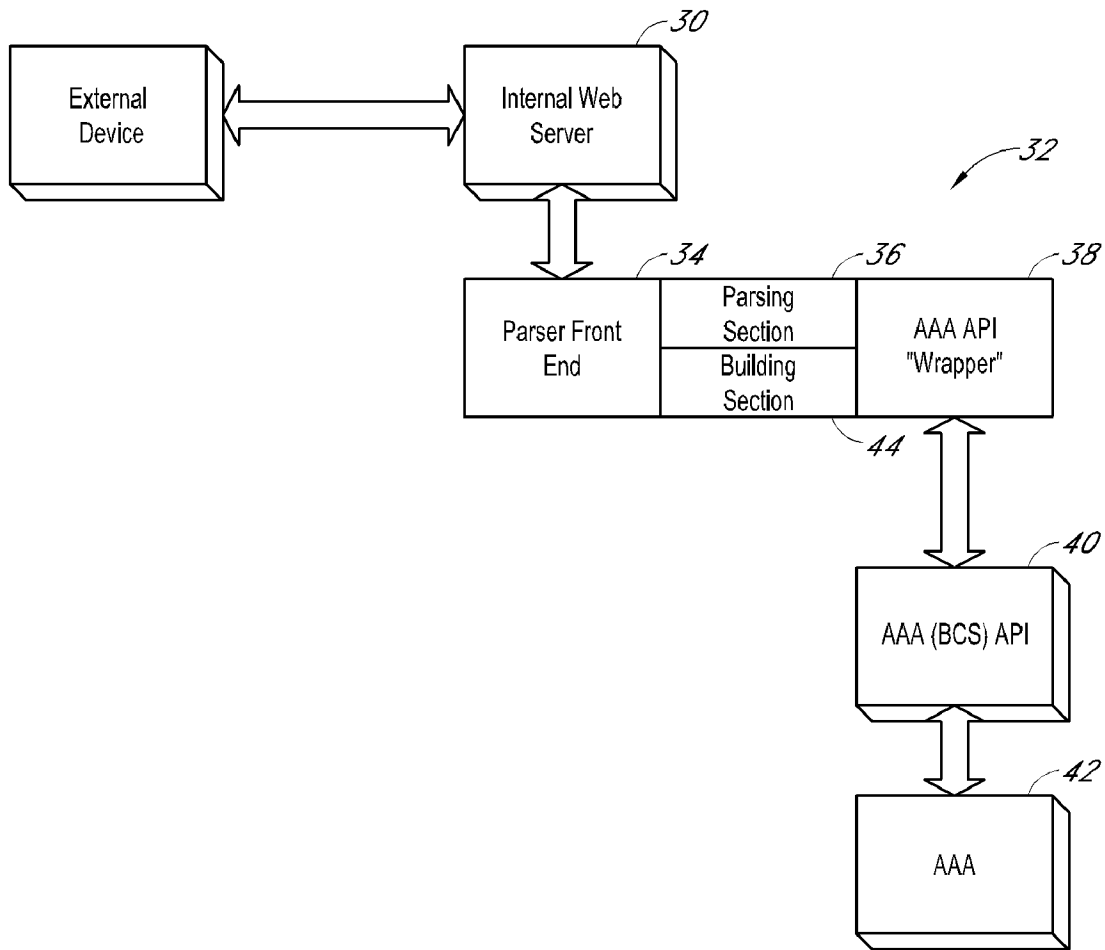 30
External
Device
Internal Web
Server
32
34
36
38
Parser Front
End
Parsing
Section
Building
Section
AAA API
"Wrapper"
44
40
AAA (BCS) API
42
AAA